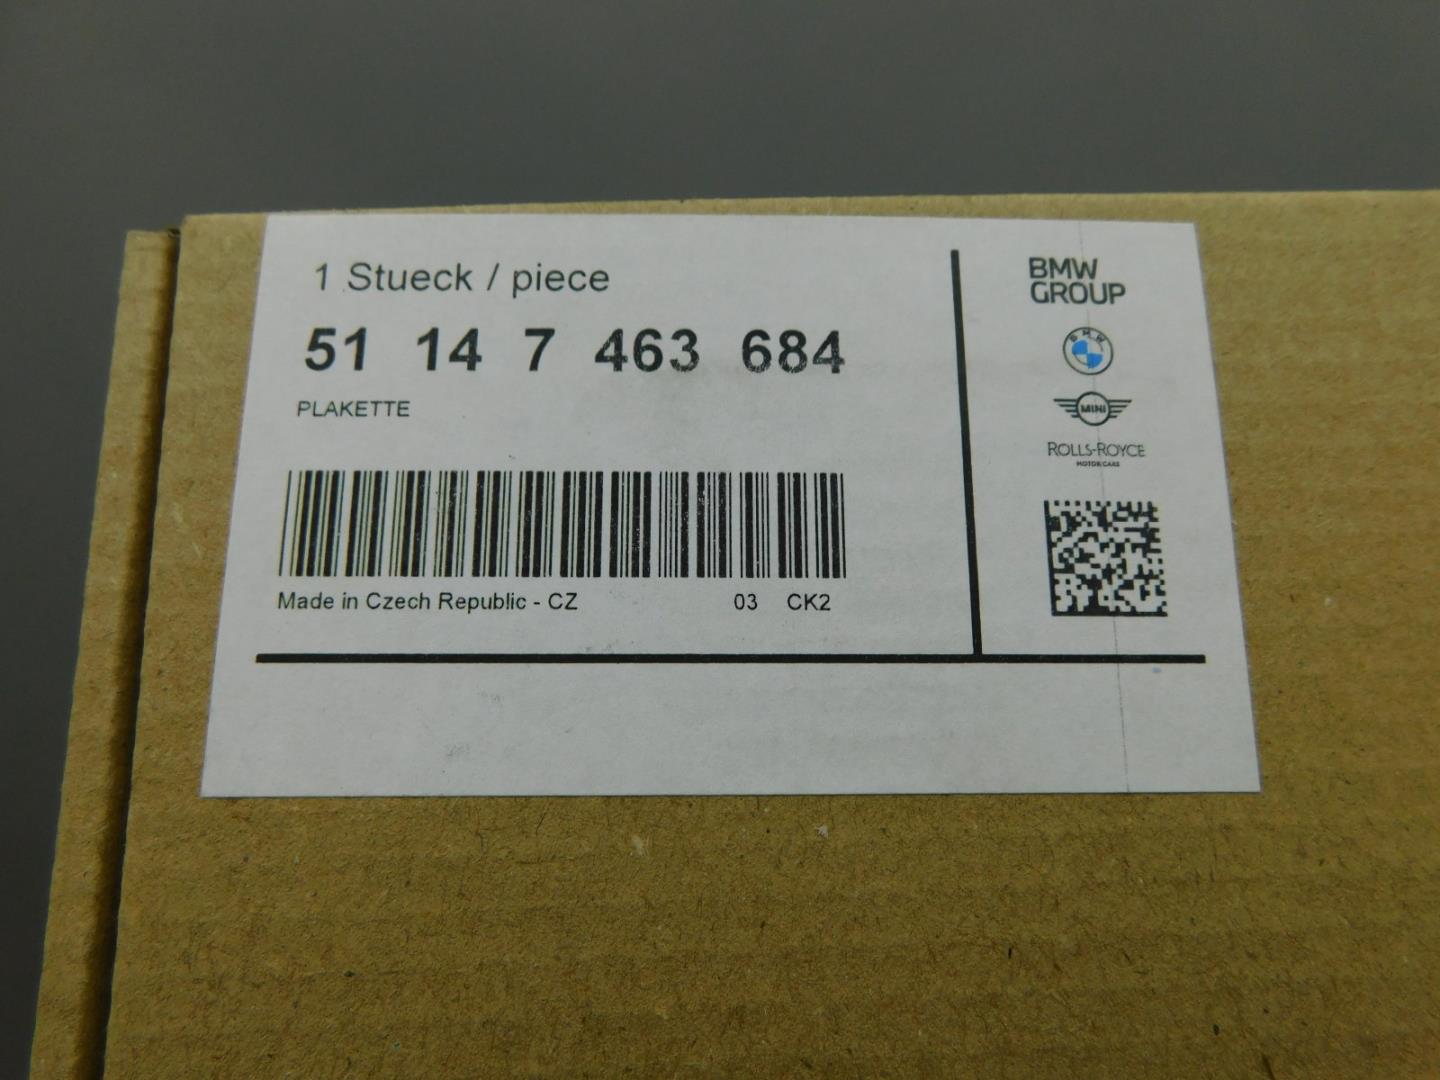 1 Stueck / piece
51 14 7 463 684
PLAKETTE
Made in Czech Republic - CZ 03 CK2
BMW
GROUP
BMW
MINI
ROLLS-ROYCE
MOTOR CARS